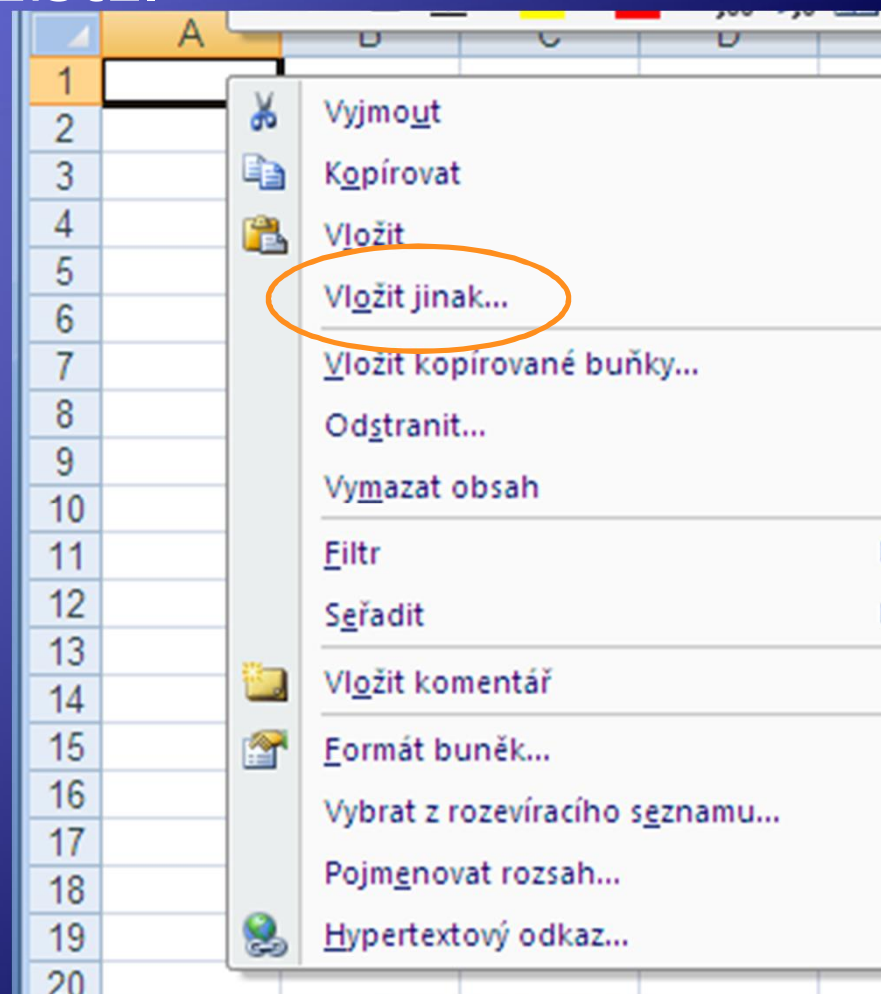 A
1
2
3
4
5
6
7
8
9
10
11
12
13
14
15
16
17
18
19
20
Vyjmout
Kopírovat
Vložit
Vložit jinak...
Vložit kopírované buňky...
Odstranit...
Vymazat obsah
Filtr
Seřadit
Vložit komentář
Formát buněk...
Vybrat z rozevíracího seznamu...
Pojmenovat rozsah...
Hypertextový odkaz...